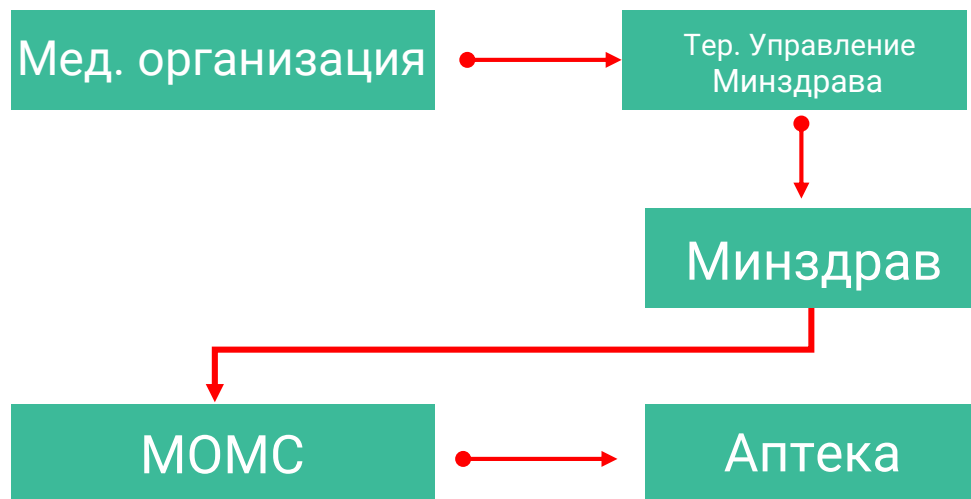 Мед. организация
Тер. Управление
Минздрава
Минздрав
МОМС
Аптека